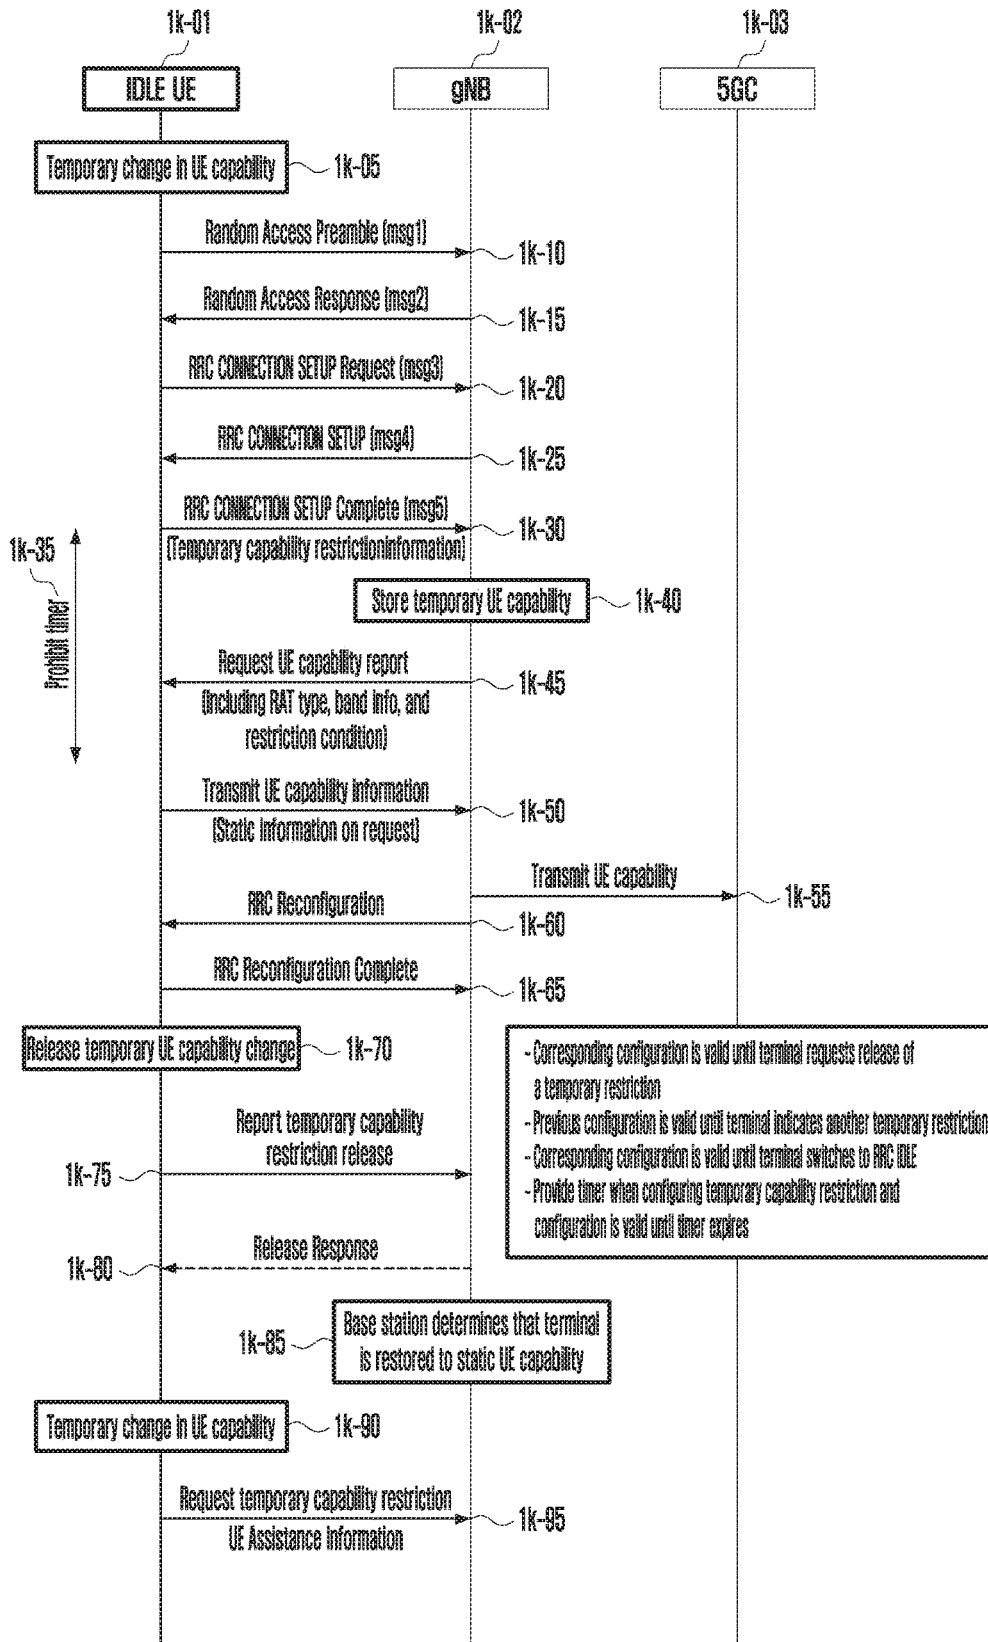 1k-01
1k-02
1k-03
IDLE UE
gNB
5GC
Temporary change in UE capability
1k-05
Random Access Preamble (msg1)
1k-10
Random Access Response (msg2)
1k-15
RRC CONNECTION SETUP Request (msg3)
1k-20
RRC CONNECTION SETUP (msg4)
1k-25
RRC CONNECTION SETUP Complete (msg5)
1k-30
(Temporary capability restrictioninformation)
1k-35
Prohibit timer
Store temporary UE capability
1k-40
Request UE capability report
1k-45
(Including RAT type, band info, and
restriction condition)
Transmit UE capability information
1k-50
(Static information on request)
Transmit UE capability
1k-55
RRC Reconfiguration
1k-60
RRC Reconfiguration Complete
1k-65
Release temporary UE capability change
1k-70
- Corresponding configuration is valid until terminal requests release of
a temporary restriction
- Previous configuration is valid until terminal indicates another temporary restriction
- Corresponding configuration is valid until terminal switches to RRC IDLE
- Provide timer when configuring temporary capability restriction and
configuration is valid until timer expires
Report temporary capability
restriction release
1k-75
Release Response
1k-80
Base station determines that terminal
is restored to static UE capability
1k-85
Temporary change in UE capability
1k-90
Request temporary capability restriction
1k-95
UE Assistance Information